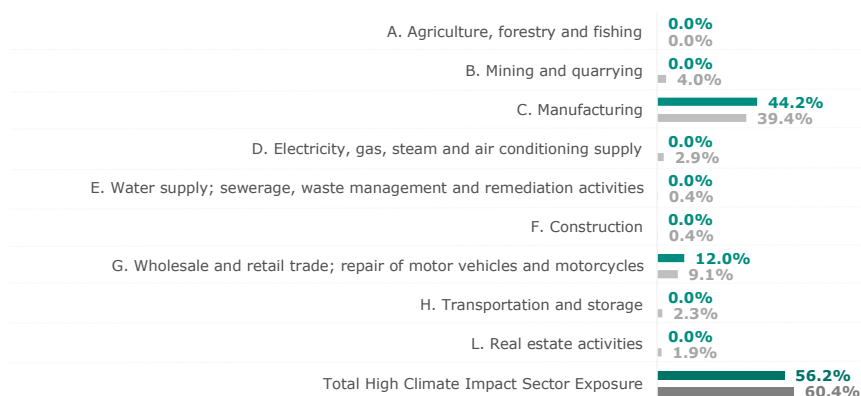 A. Agriculture, forestry and fishing
0.0%
0.0%
B. Mining and quarrying
0.0%
4.0%
C. Manufacturing
44.2%
39.4%
D. Electricity, gas, steam and air conditioning supply
0.0%
2.9%
E. Water supply; sewerage, waste management and remediation activities
0.0%
0.4%
F. Construction
0.0%
0.4%
G. Wholesale and retail trade; repair of motor vehicles and motorcycles
12.0%
9.1%
H. Transportation and storage
0.0%
2.3%
L. Real estate activities
0.0%
1.9%
Total High Climate Impact Sector Exposure
56.2%
60.4%